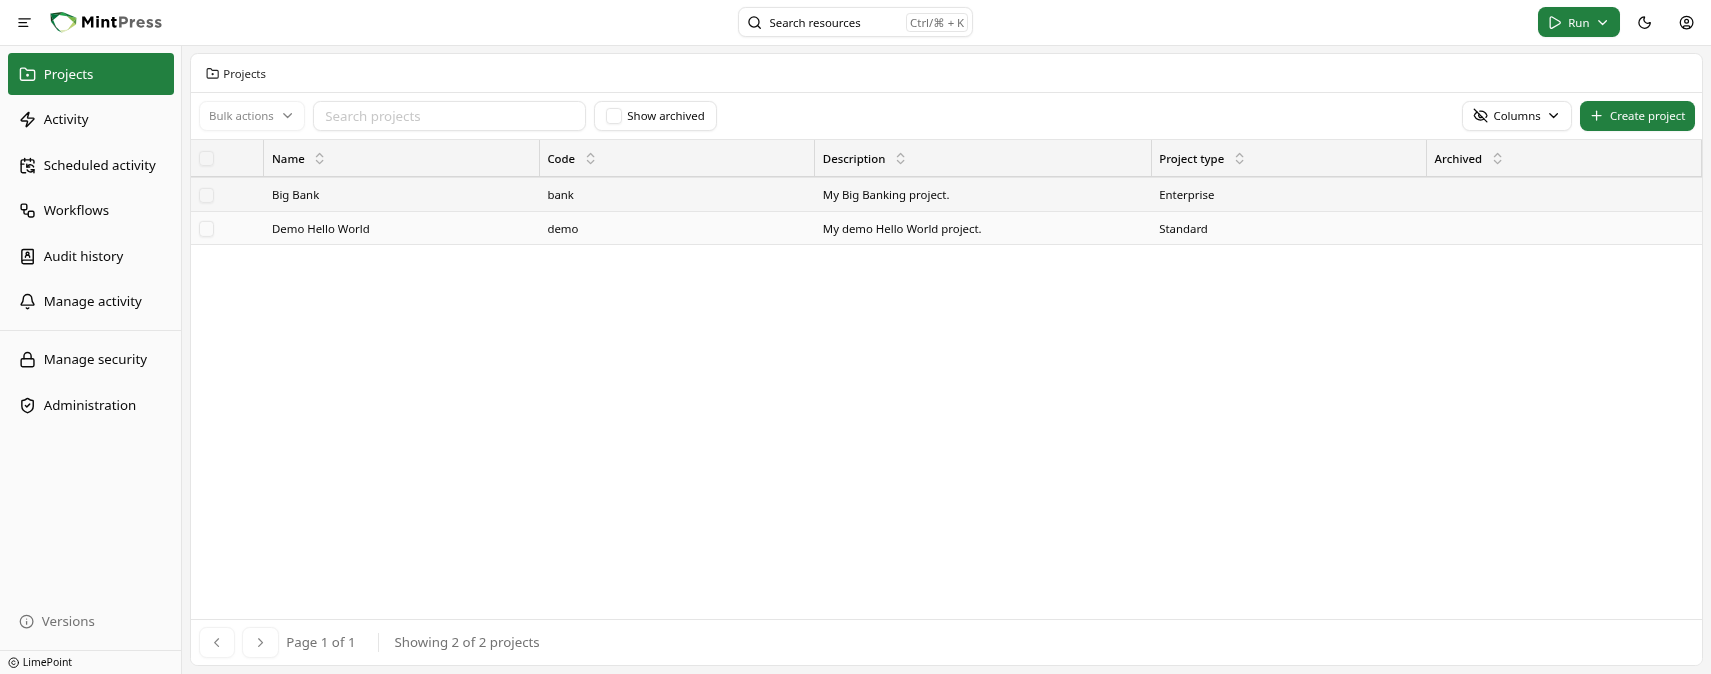 MintPress
Search resources Ctrl/⌘ + K
Run
Projects
Activity
Scheduled activity
Workflows
Audit history
Manage activity
Manage security
Administration
Versions
LimePoint
Projects
Bulk actions Search projects Show archived Columns Create project
Name Code Description Project type Archived
Big Bank bank My Big Banking project. Enterprise
Demo Hello World demo My demo Hello World project. Standard
Page 1 of 1 Showing 2 of 2 projects